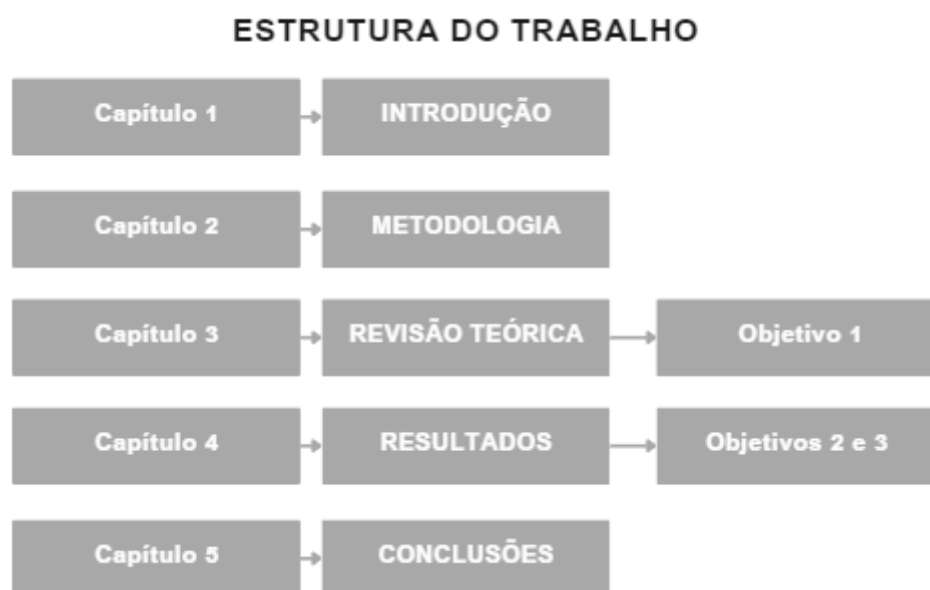 ESTRUTURA DO TRABALHO
Capítulo 1
INTRODUÇÃO
Capítulo 2
METODOLOGIA
Capítulo 3
REVISÃO TEÓRICA
Objetivo 1
Capítulo 4
RESULTADOS
Objetivos 2 e 3
Capítulo 5
CONCLUSÕES